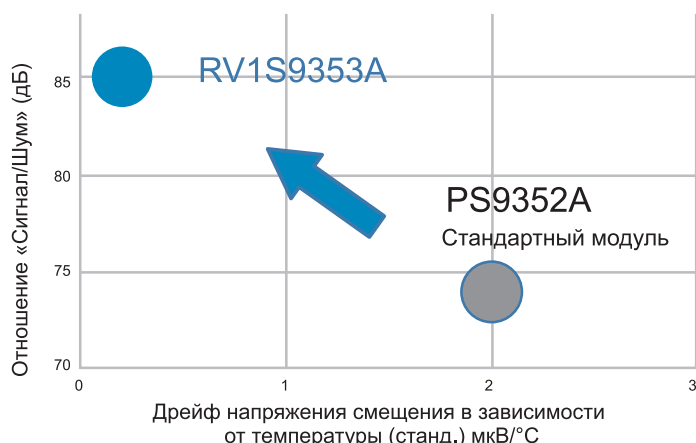 Отношение «Сигнал/Шум» (дБ)
85
80
75
70
RV1S9353A
PS9352A
Стандартный модуль
0
1
2
3
Дрейф напряжения смещения в зависимости
от температуры (станд.) мкВ/°C